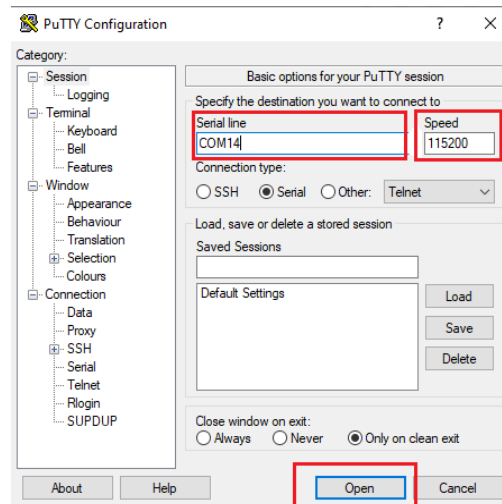 PuTTY Configuration ? ×
Category:
Session
Logging
Terminal
Keyboard
Bell
Features
Window
Appearance
Behaviour
Translation
Selection
Colours
Connection
Data
Proxy
SSH
Serial
Telnet
Rlogin
SUPDUP
Basic options for your PuTTY session
Specify the destination you want to connect to
Serial line Speed
COM14 115200
Connection type:
SSH Serial Other: Telnet
Load, save or delete a stored session
Saved Sessions
Default Settings
Load
Save
Delete
Close window on exit:
Always Never Only on clean exit
About Help Open Cancel